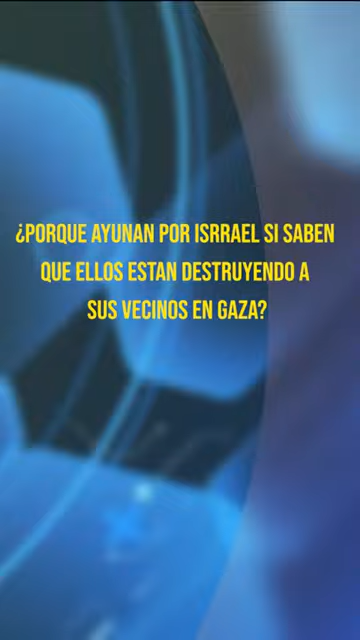 ¿PORQUE AYUNAN POR ISRRAEL SI SABEN
QUE ELLOS ESTAN DESTRUYENDO A
SUS VECINOS EN GAZA?